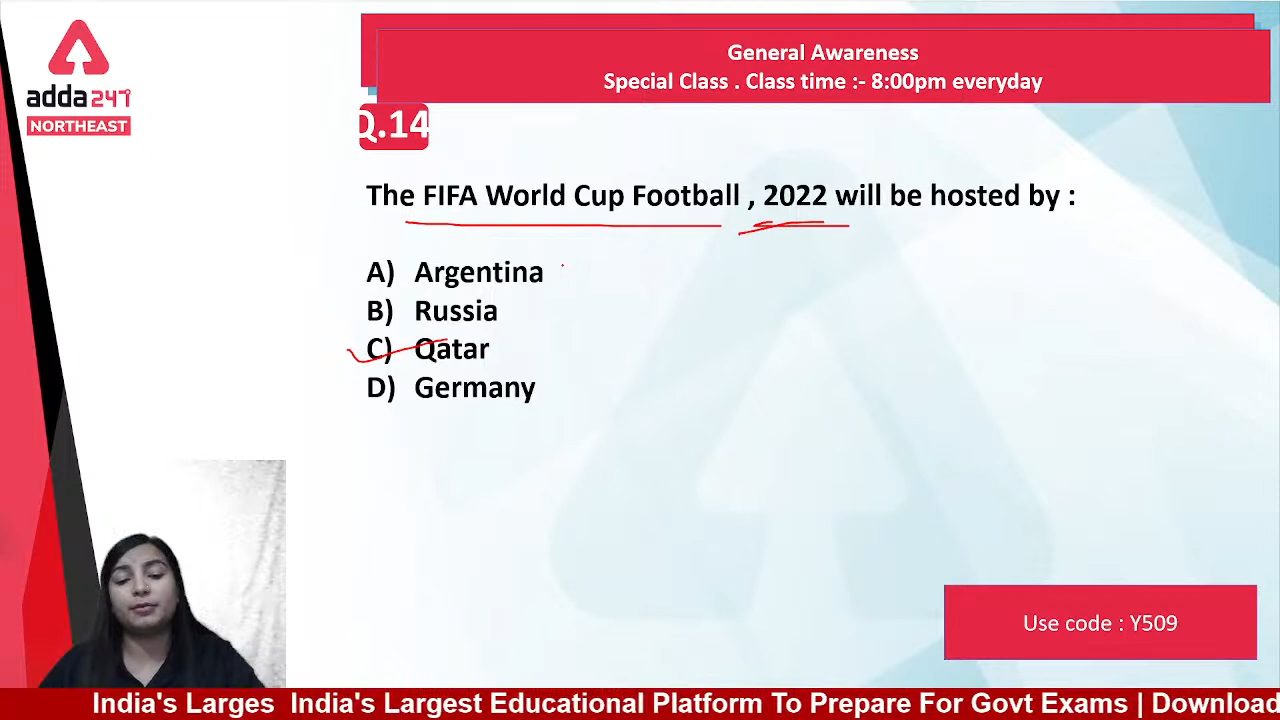 General Awareness
Special Class . Class time :- 8:00pm everyday
adda247
NORTHEAST
Q.14
The FIFA World Cup Football , 2022 will be hosted by :
A) Argentina
B) Russia
C) Qatar
D) Germany
Use code : Y509
India's Larges India's Largest Educational Platform To Prepare For Govt Exams | Download